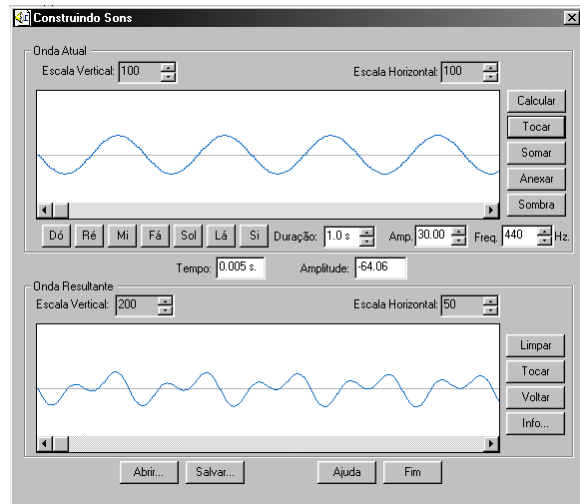 Construindo Sons
Onda Atual
Escala Vertical: 100 Escala Horizontal: 100
Calcular
Tocar
Somar
Anexar
Sombra
Dó Ré Mi Fá Sol Lá Si Duração: 1.0 s Amp. 30.00 Freq. 440 Hz.
Tempo: 0.005 s. Amplitude: -64.06
Onda Resultante
Escala Vertical: 200 Escala Horizontal: 50
Limpar
Tocar
Voltar
Info...
Abrir... Salvar... Ajuda Fim